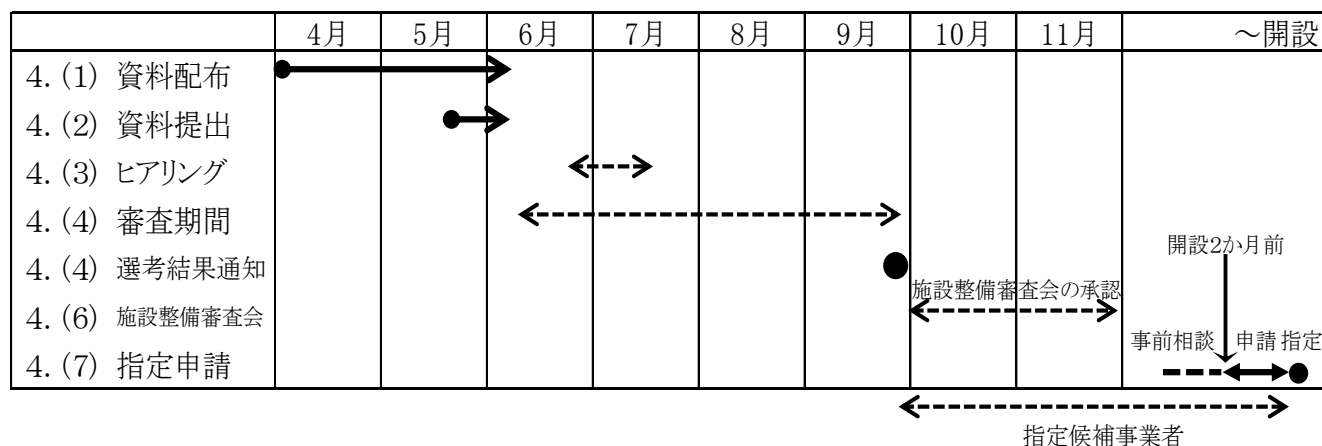 4月 5月 6月 7月 8月 9月 10月 11月 ～開設
4．(1) 資料配布
4．(2) 資料提出
4．(3) ヒアリング
4．(4) 審査期間
開設2か月前
4．(4) 選考結果通知
施設整備審査会の承認
4．(6) 施設整備審査会
事前相談 申請 指定
4．(7) 指定申請
指定候補事業者